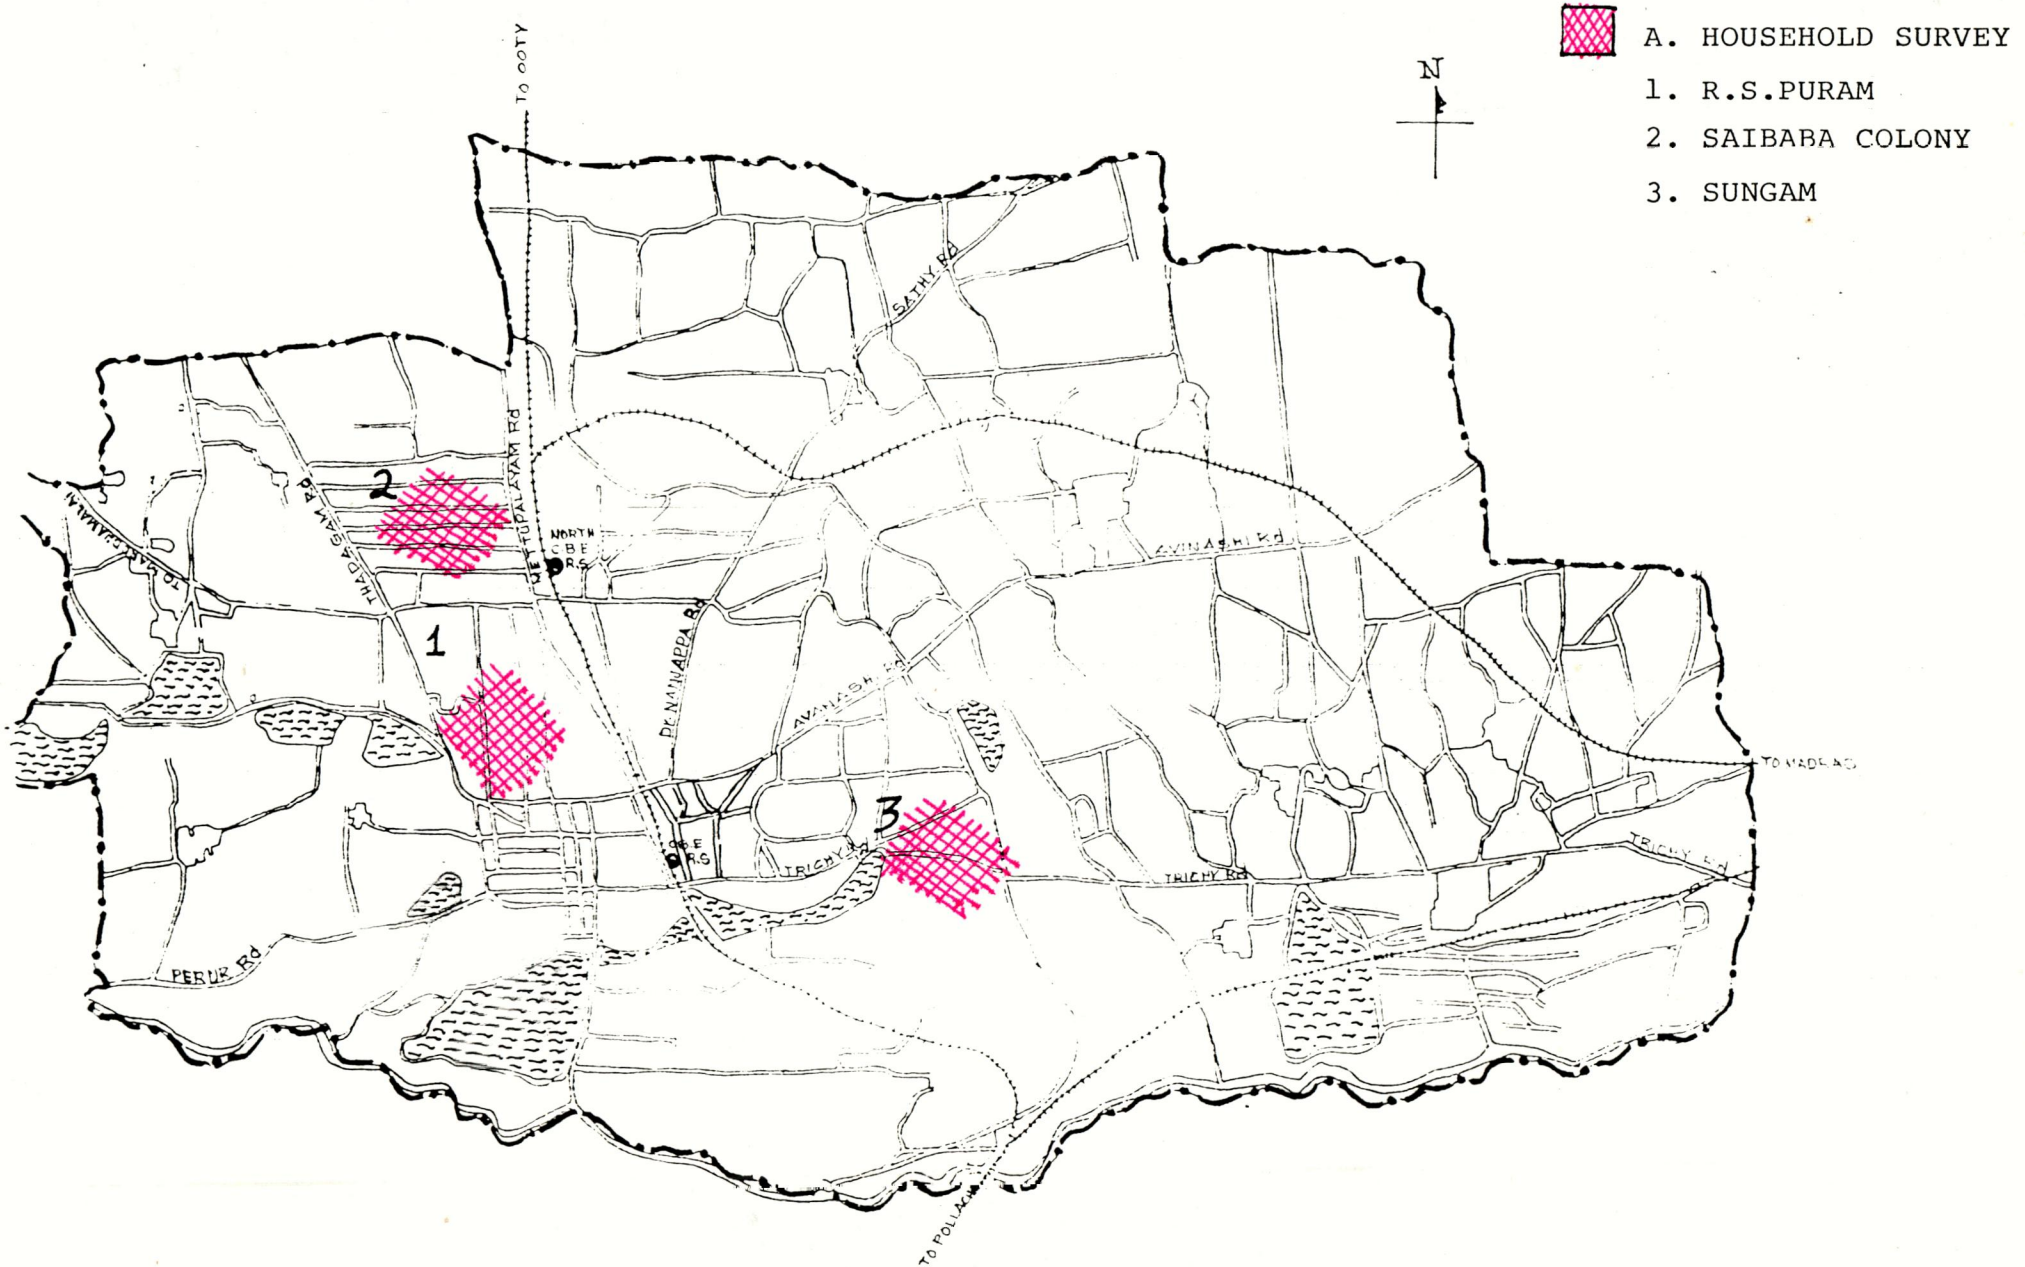 A. HOUSEHOLD SURVEY
1. R.S.PURAM
2. SAIBABA COLONY
3. SUNGAM
N
TO OOTY
SATHY Rd
METTUPALAYAM Rd
2
THADAGAM Rd
NORTH
CBE
R.S
AVINASHI Rd
TO MARUDHAMALAI
1
DR NANJAPPA Rd
TO MADRAS
3
CBE
R.S
TRICHY Rd
TRICHY Rd
TRICHY Rd
PERUR Rd
TO POLLACHI